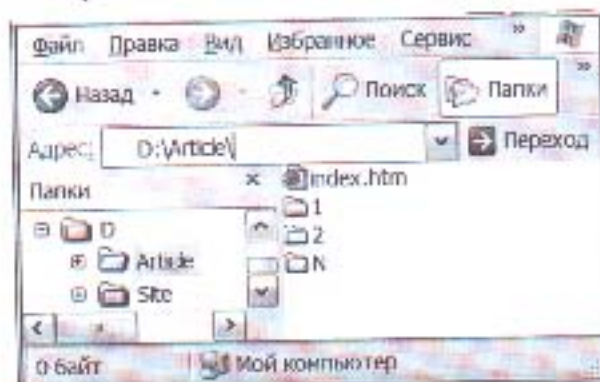 Файл Правка Вид Избранное Сервис »
Назад Поиск Папки »
Адрес: D:\Article\ Переход
Папки × index.htm
D 1
Article 2
Site N
0 байт Мой компьютер